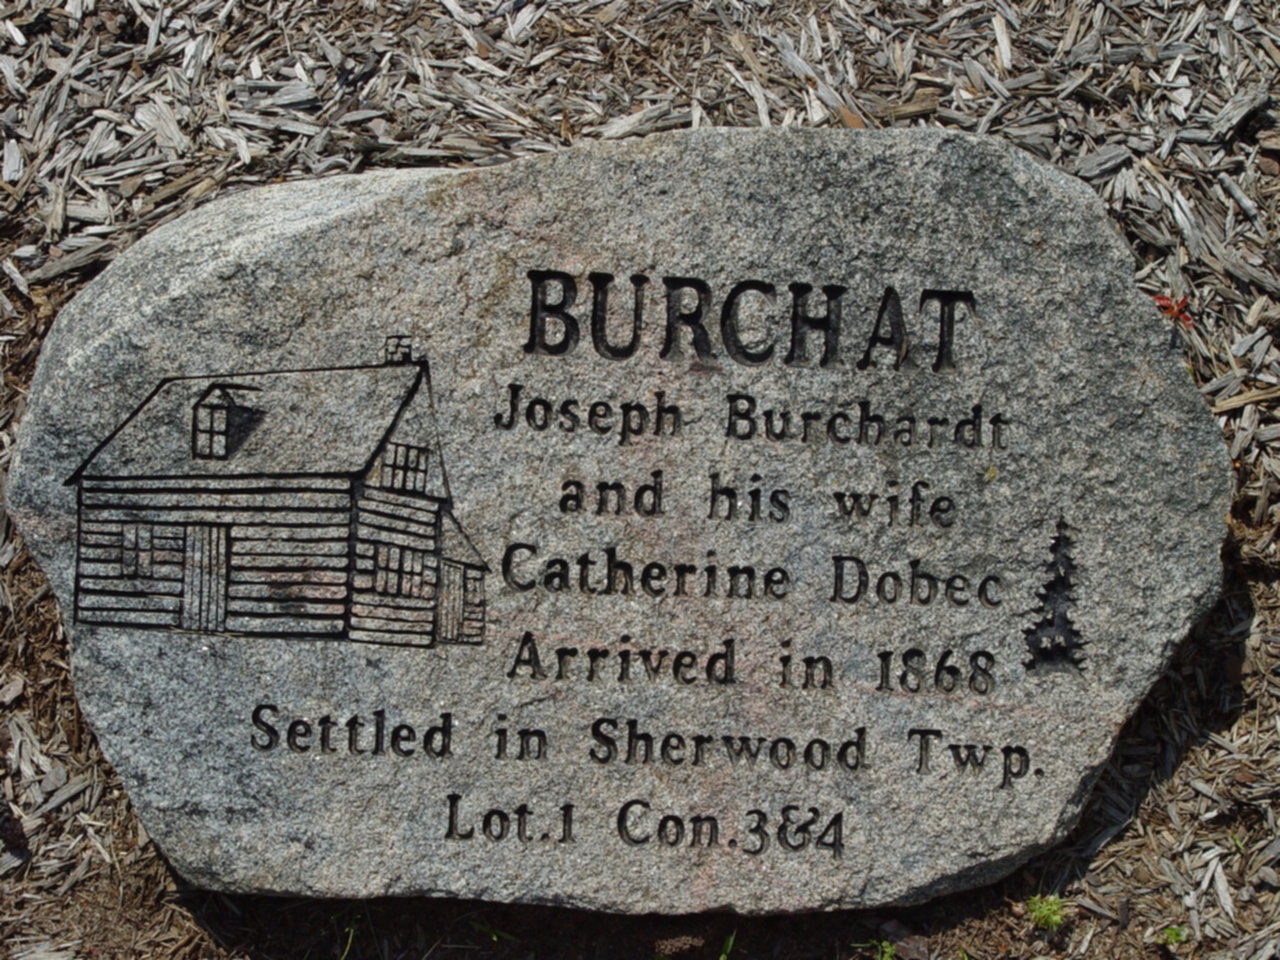 BURCHAT
Joseph Burchardt
and his wife
Catherine Dobec
Arrived in 1868
Settled in Sherwood Twp.
Lot.1 Con.3&4